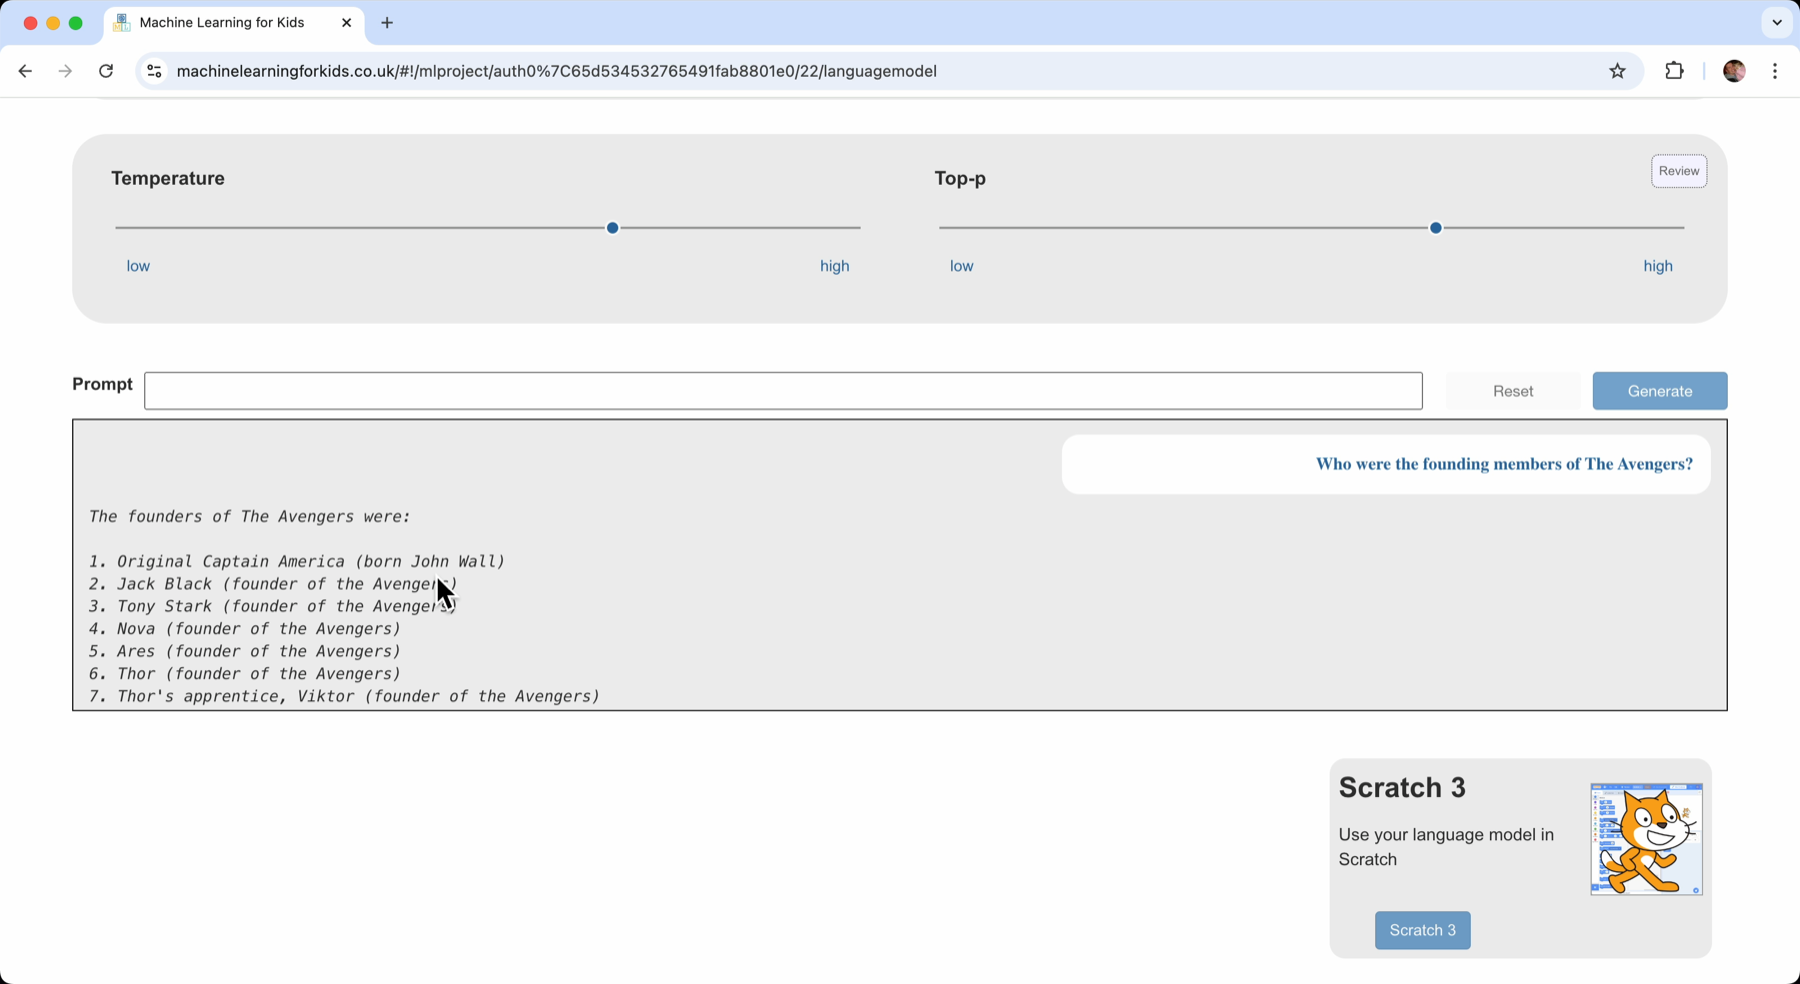 Machine Learning for Kids
machinelearningforkids.co.uk/#!/mlproject/auth0%7C65d534532765491fab8801e0/22/languagemodel
Temperature
Top-p
Review
low
high
low
high
Prompt
Reset
Generate
Who were the founding members of The Avengers?
The founders of The Avengers were:
1. Original Captain America (born John Wall)
2. Jack Black (founder of the Avengers)
3. Tony Stark (founder of the Avengers)
4. Nova (founder of the Avengers)
5. Ares (founder of the Avengers)
6. Thor (founder of the Avengers)
7. Thor's apprentice, Viktor (founder of the Avengers)
Scratch 3
Use your language model in
Scratch
Scratch 3